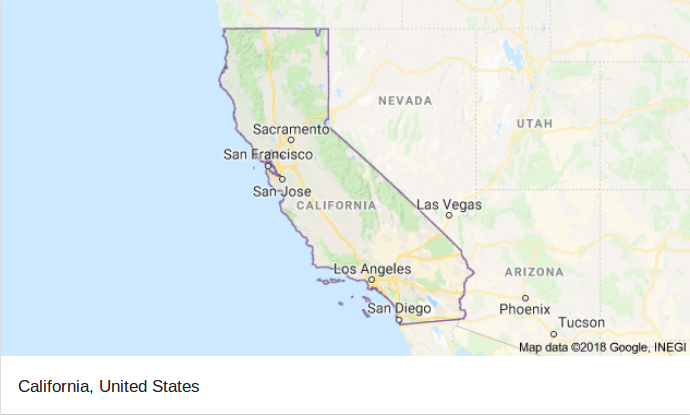 NEVADA
UTAH
Sacramento
San Francisco
San Jose
CALIFORNIA
Las Vegas
Los Angeles
ARIZONA
San Diego
Phoenix
Tucson
Map data ©2018 Google, INEGI
California, United States